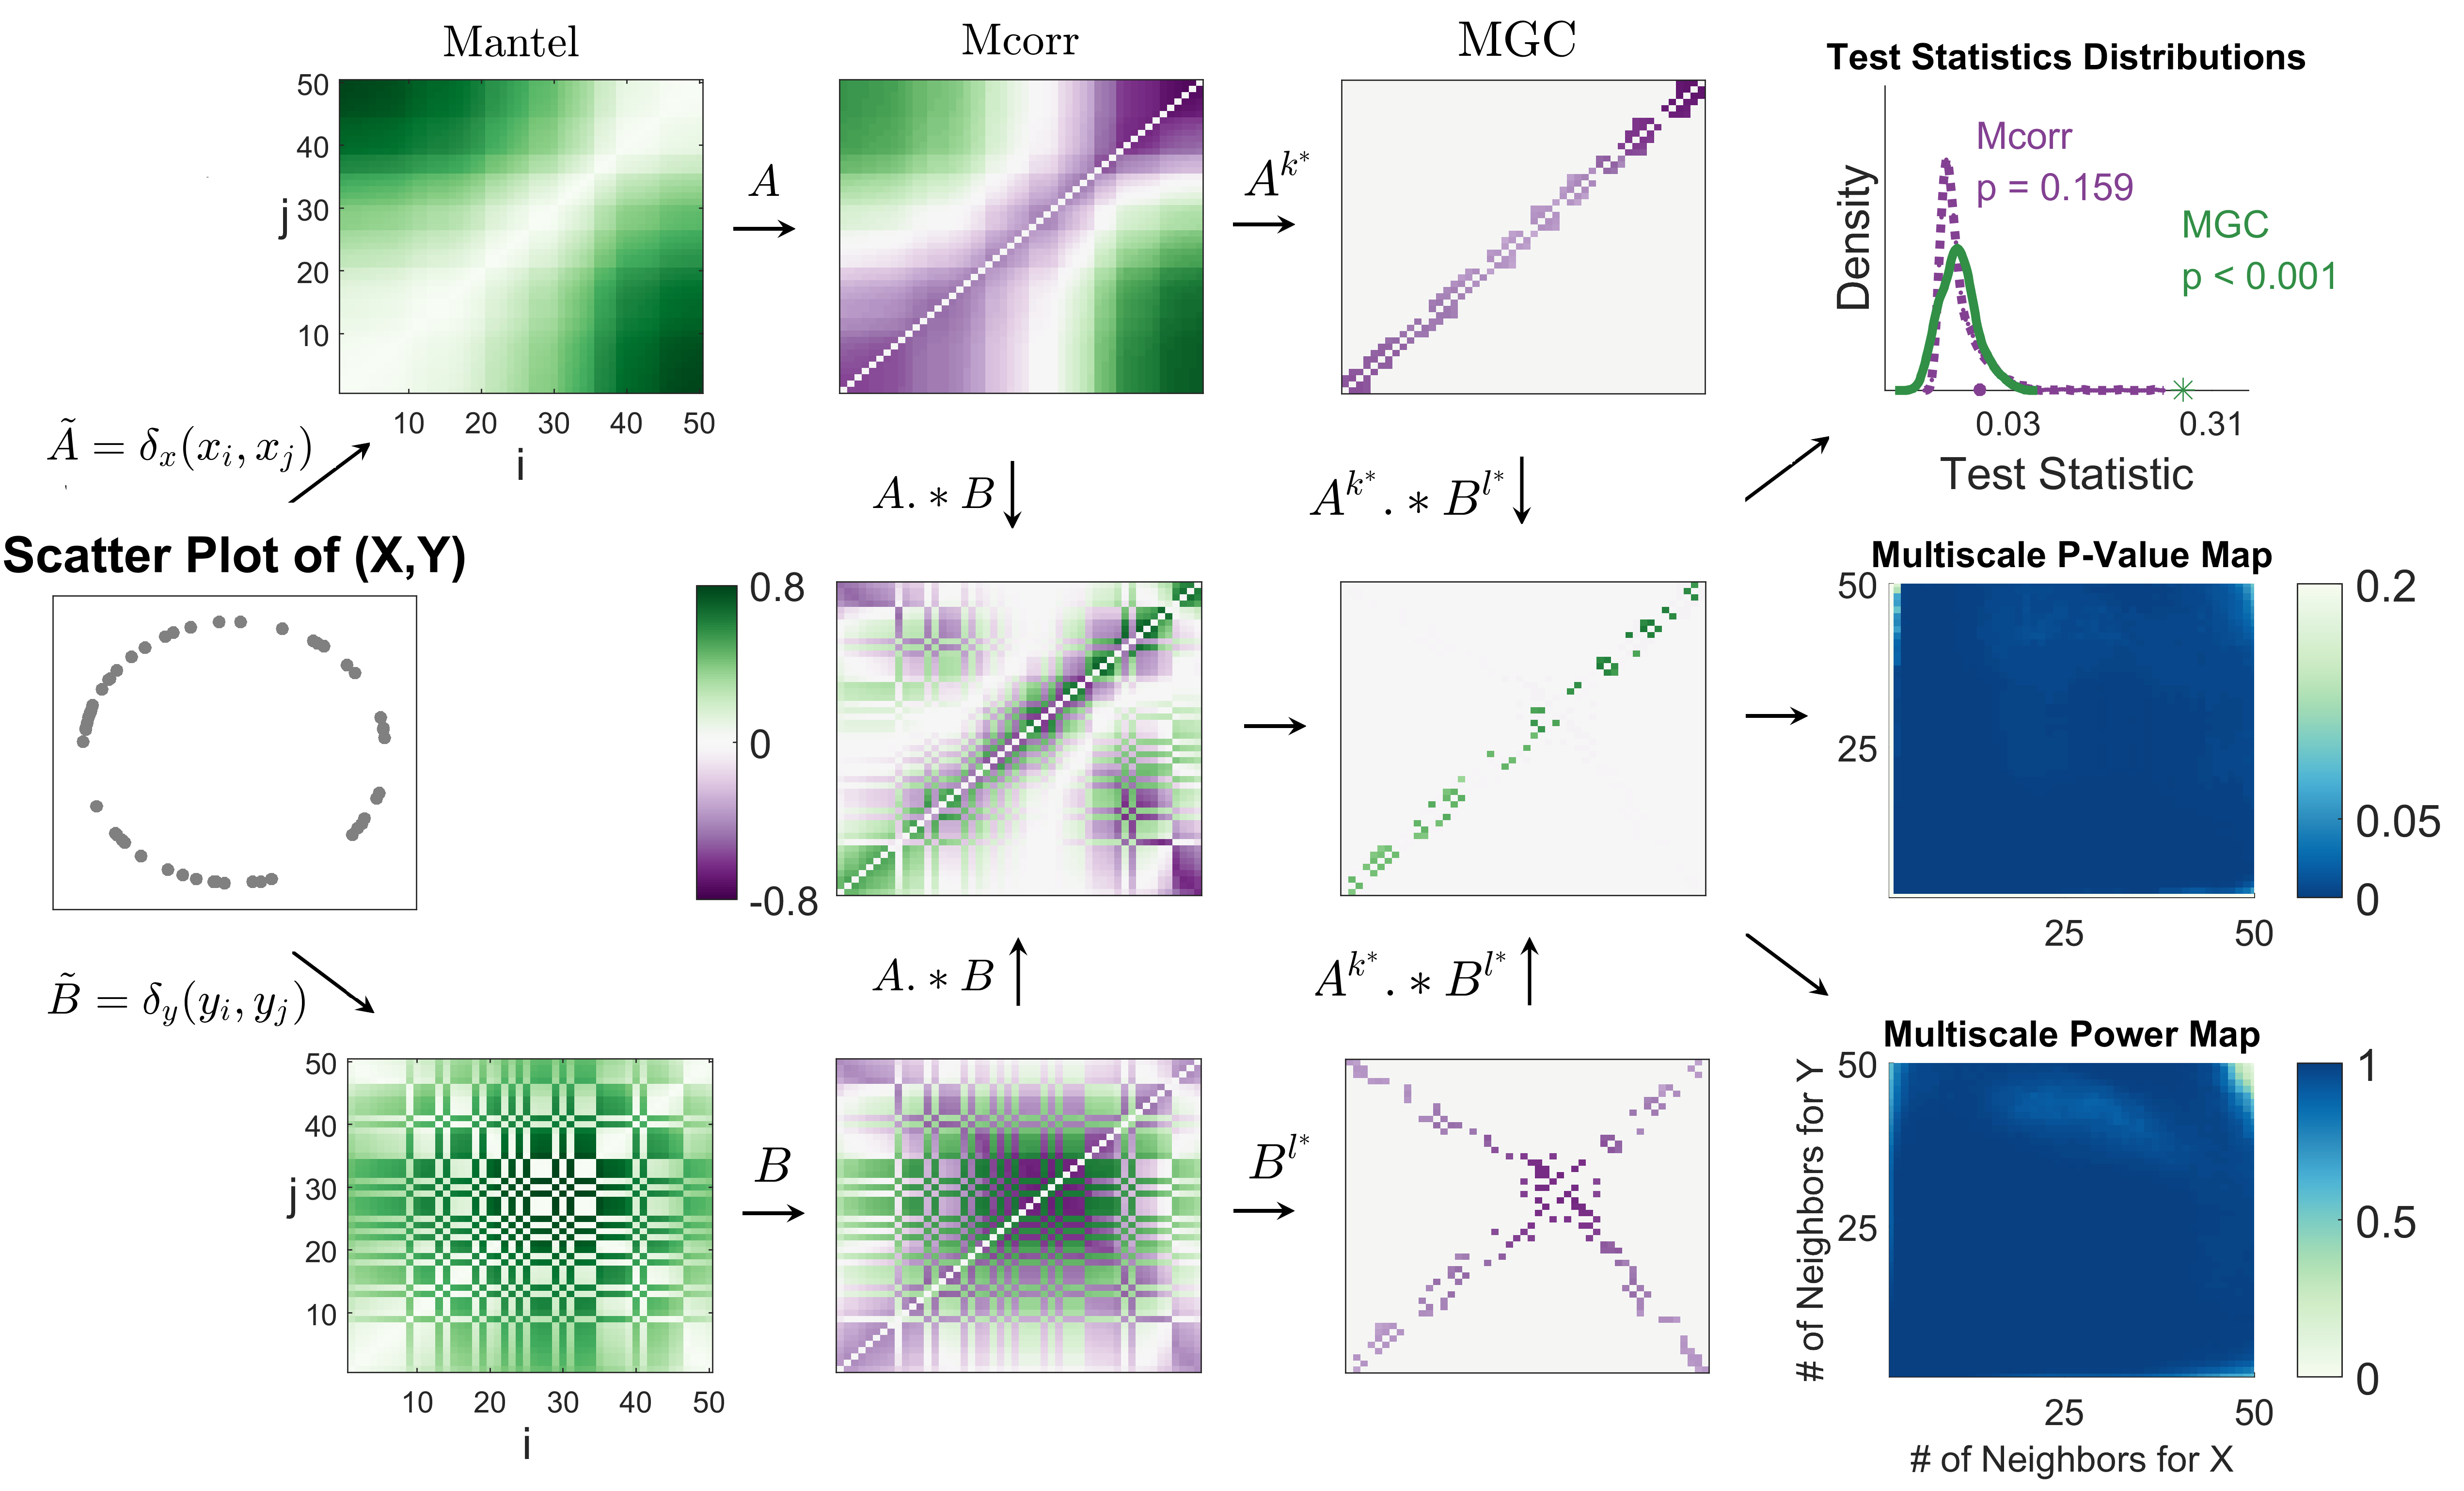 Mantel
Mcorr
MGC
Test Statistics Distributions
50
40
j 30
20
10
10 20 30 40 50
i
A
A^{k*}
Mcorr
p = 0.159
MGC
p < 0.001
Density
0.03 0.31
Test Statistic
Ã = δ_x(x_i, x_j)
A. * B
A^{k*}. * B^{l*}
Scatter Plot of (X,Y)
0.8
0
-0.8
Multiscale P-Value Map
50
25
25 50
0.2
0.05
0
B̃ = δ_y(y_i, y_j)
A. * B
A^{k*}. * B^{l*}
50
40
j 30
20
10
10 20 30 40 50
i
B
B^{l*}
Multiscale Power Map
# of Neighbors for Y
50
25
25 50
# of Neighbors for X
1
0.5
0